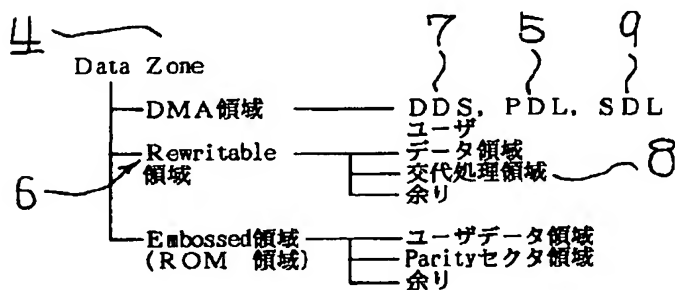 4 7 5 9
Data Zone
DMA領域 DDS, PDL, SDL
ユーザ
Rewritable データ領域
領域 交代処理領域 8
6 余り
Embossed領域 ユーザデータ領域
(ROM 領域) Parityセクタ領域
余り